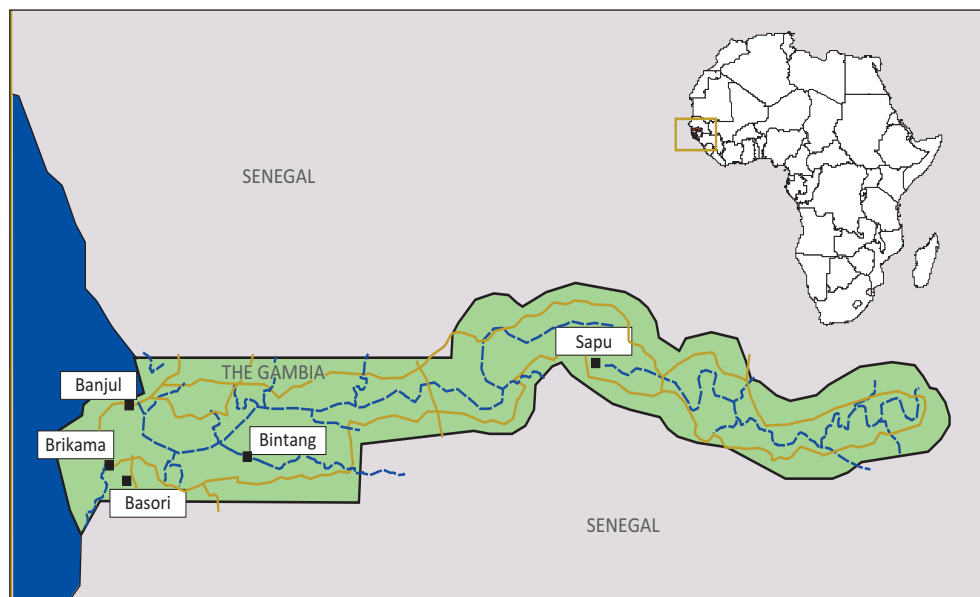 SENEGAL
Sapu
THE GAMBIA
Banjul
Brikama
Bintang
Basori
SENEGAL